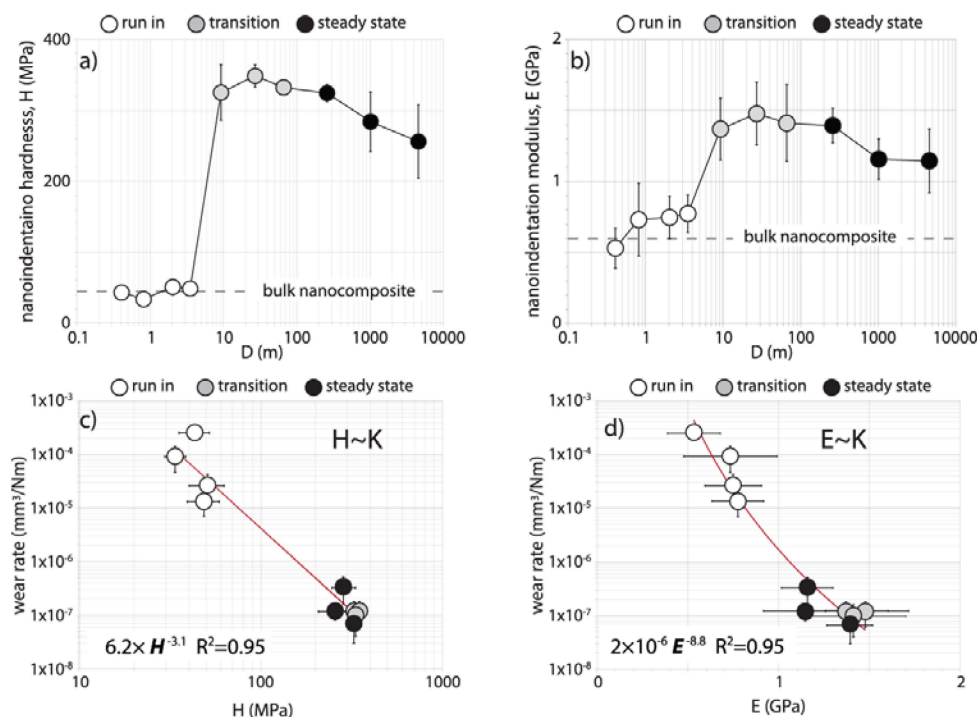 run in transition steady state
a)
nanoindentaino hardnesss, H (MPa)
400
200
0
bulk nanocomposite
0.1 1 10 100 1000 10000
D (m)
run in transition steady state
b)
nanoindentation modulus, E (GPa)
2
1
0
bulk nanocomposite
0.1 1 10 100 1000 10000
D (m)
run in transition steady state
c)
H~K
wear rate (mm³/Nm)
1x10⁻³
1x10⁻⁴
1x10⁻⁵
1x10⁻⁶
1x10⁻⁷
1x10⁻⁸
6.2× H⁻³·¹ R²=0.95
10 100 1000
H (MPa)
run in transition steady state
d)
E~K
wear rate (mm³/Nm)
1x10⁻³
1x10⁻⁴
1x10⁻⁵
1x10⁻⁶
1x10⁻⁷
1x10⁻⁸
2×10⁻⁶ E⁻⁸·⁸ R²=0.95
0 1 2
E (GPa)